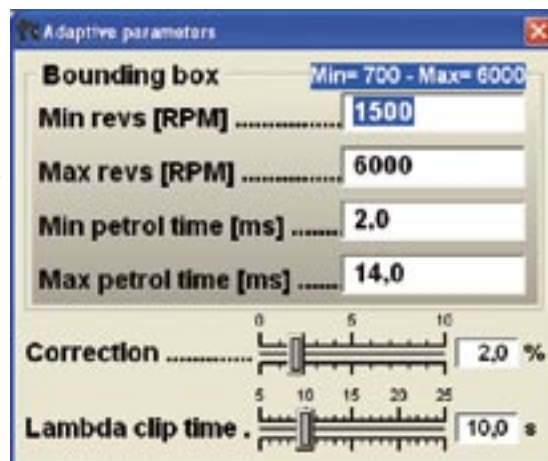 Adaptive parameters
Bounding box Min= 700 - Max= 6000
Min revs [RPM] ................ 1500
Max revs [RPM] ............... 6000
Min petrol time [ms] ....... 2,0
Max petrol time [ms] ...... 14,0
0 5 10
Correction ............. 2,0 %
5 10 15 20 25
Lambda clip time . 10,0 s